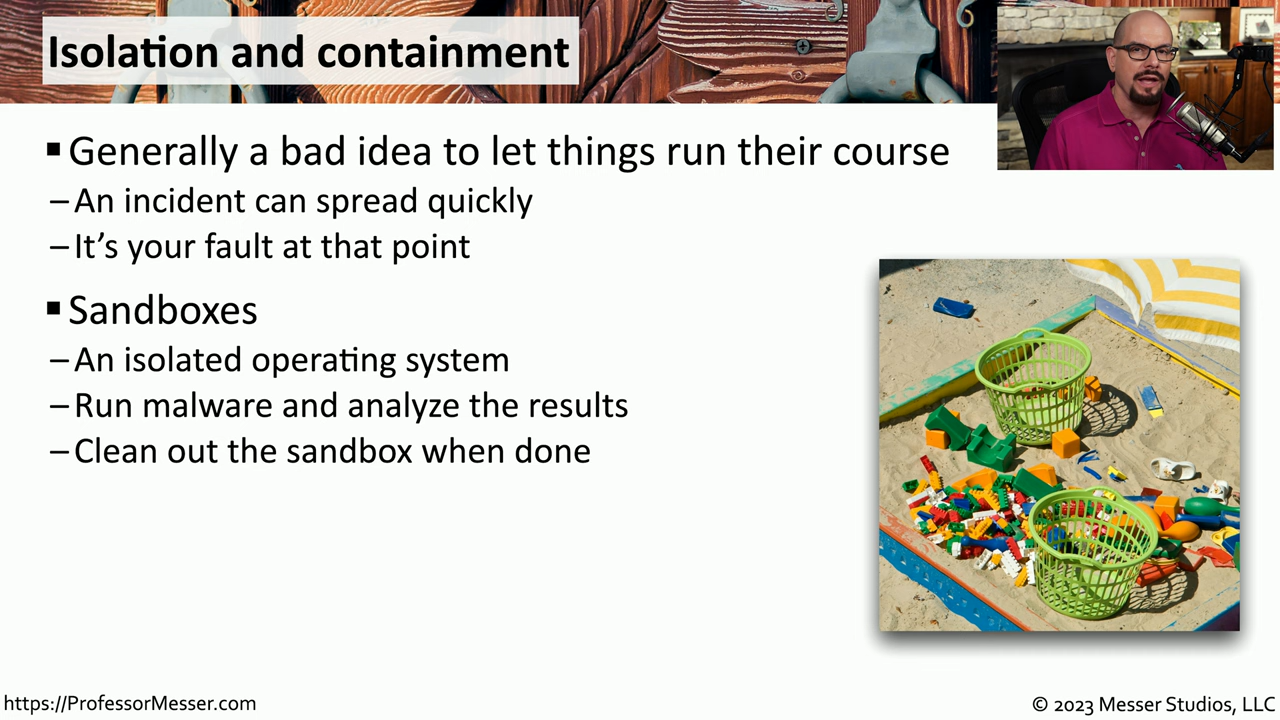 Isolation and containment
▪ Generally a bad idea to let things run their course
– An incident can spread quickly
– It's your fault at that point
▪ Sandboxes
– An isolated operating system
– Run malware and analyze the results
– Clean out the sandbox when done
https://ProfessorMesser.com
© 2023 Messer Studios, LLC